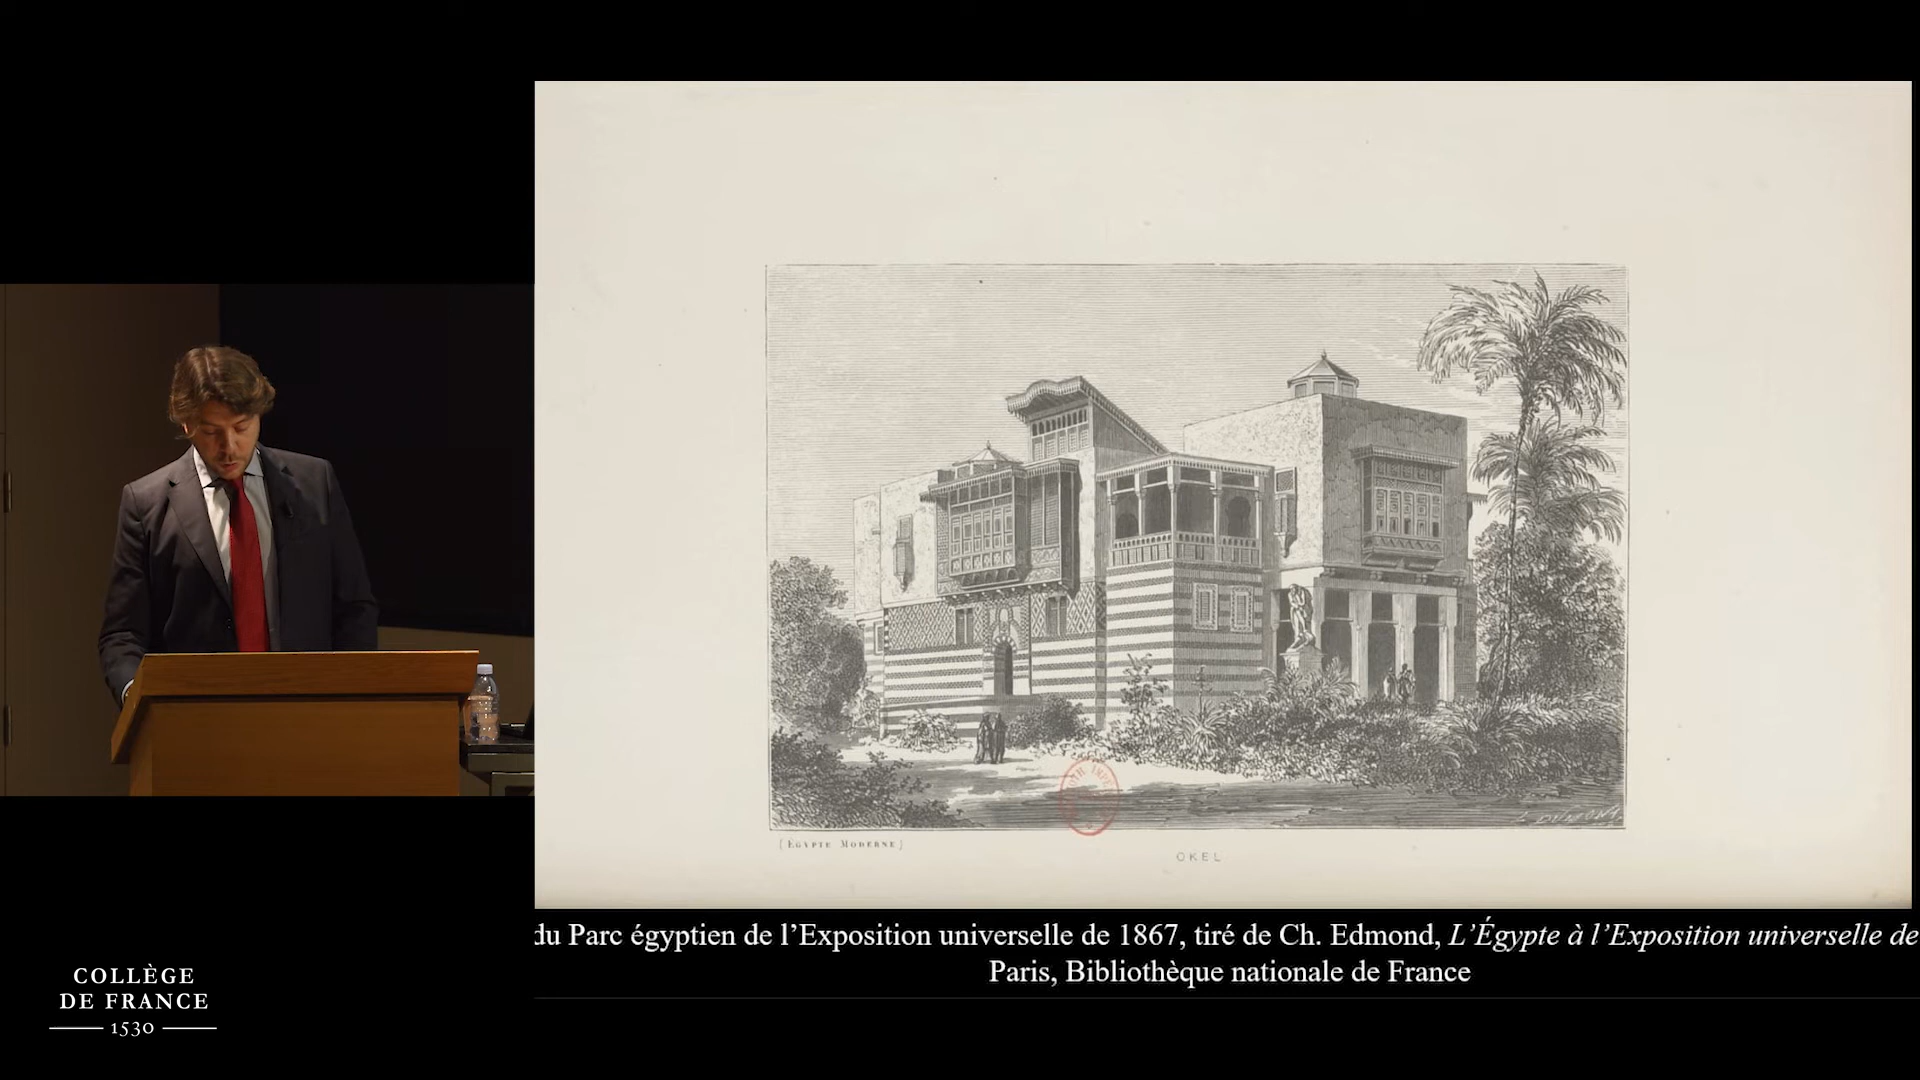 {ÉGYPTE MODERNE}
OKEL
du Parc égyptien de l’Exposition universelle de 1867, tiré de Ch. Edmond, L’Égypte à l’Exposition universelle de
Paris, Bibliothèque nationale de France
COLLÈGE
DE FRANCE
1530